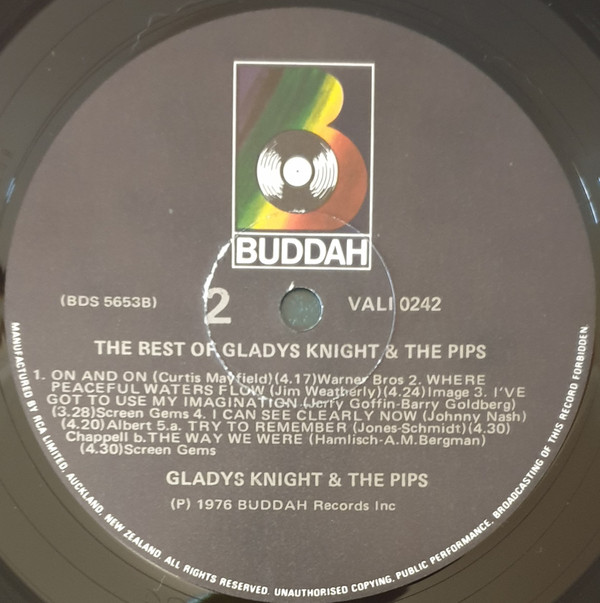 BUDDAH
(BDS 5653B)
2
VALI 0242
THE BEST OF GLADYS KNIGHT & THE PIPS
1. ON AND ON (Curtis Mayfield)(4.17)Warner Bros 2. WHERE
PEACEFUL WATERS FLOW (Jim Weatherly)(4.24)Image 3. I'VE
GOT TO USE MY IMAGINATION (Jerry Goffin-Barry Goldberg)
(3.28)Screen Gems 4. I CAN SEE CLEARLY NOW (Johnny Nash)
(4.20)Albert 5.a. TRY TO REMEMBER (Jones-Schmidt)(4.30)
Chappell b.THE WAY WE WERE (Hamlisch-A.M.Bergman)
(4.30)Screen Gems
GLADYS KNIGHT & THE PIPS
(P) 1976 BUDDAH Records Inc
MANUFACTURED BY RCA LIMITED. AUCKLAND. NEW ZEALAND. ALL RIGHTS RESERVED. UNAUTHORISED COPYING. PUBLIC PERFORMANCE. BROADCASTING OF THIS RECORD FORBIDDEN.